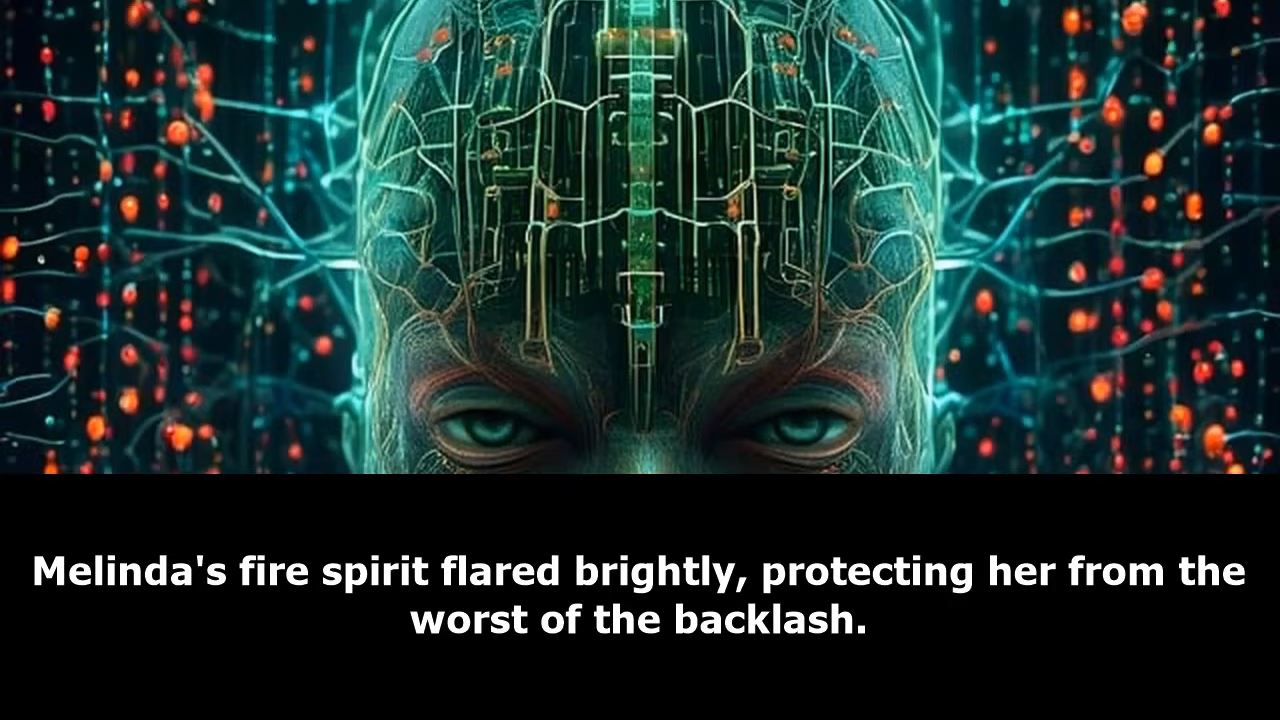 Melinda's fire spirit flared brightly, protecting her from the
worst of the backlash.